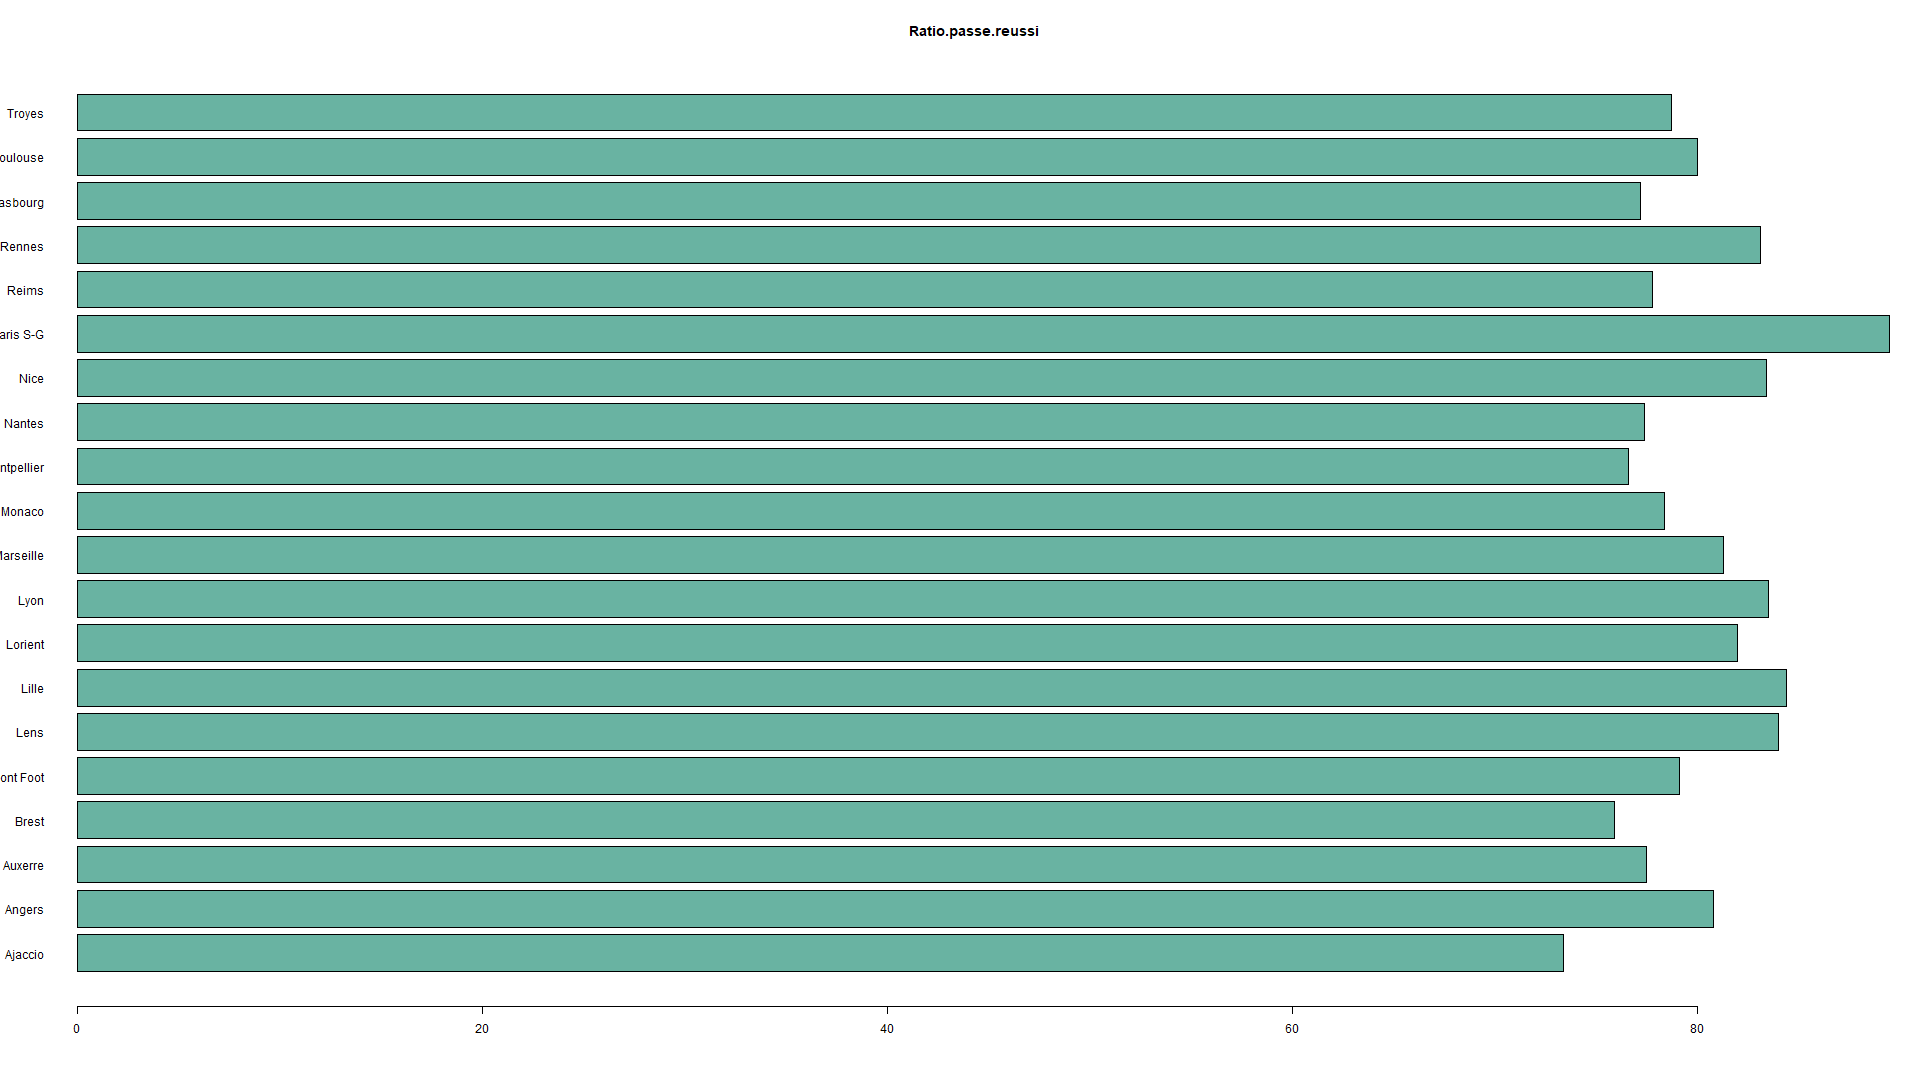 Ratio.passe.reussi
Troyes
oulouse
asbourg
Rennes
Reims
aris S-G
Nice
Nantes
ntpellier
Monaco
Marseille
Lyon
Lorient
Lille
Lens
ont Foot
Brest
Auxerre
Angers
Ajaccio
0 20 40 60 80